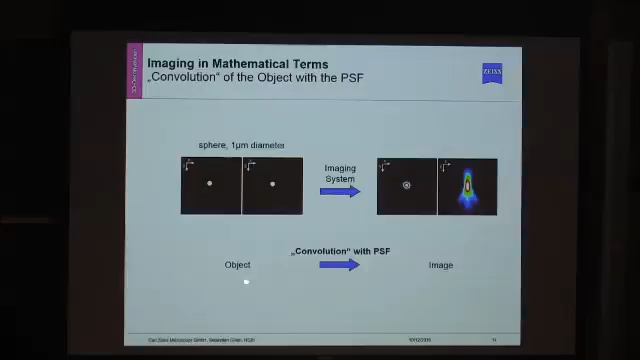 Imaging in Mathematical Terms
„Convolution“ of the Object with the PSF
ZEISS
sphere, 1µm diameter
Imaging
System
„Convolution“ with PSF
Object
Image